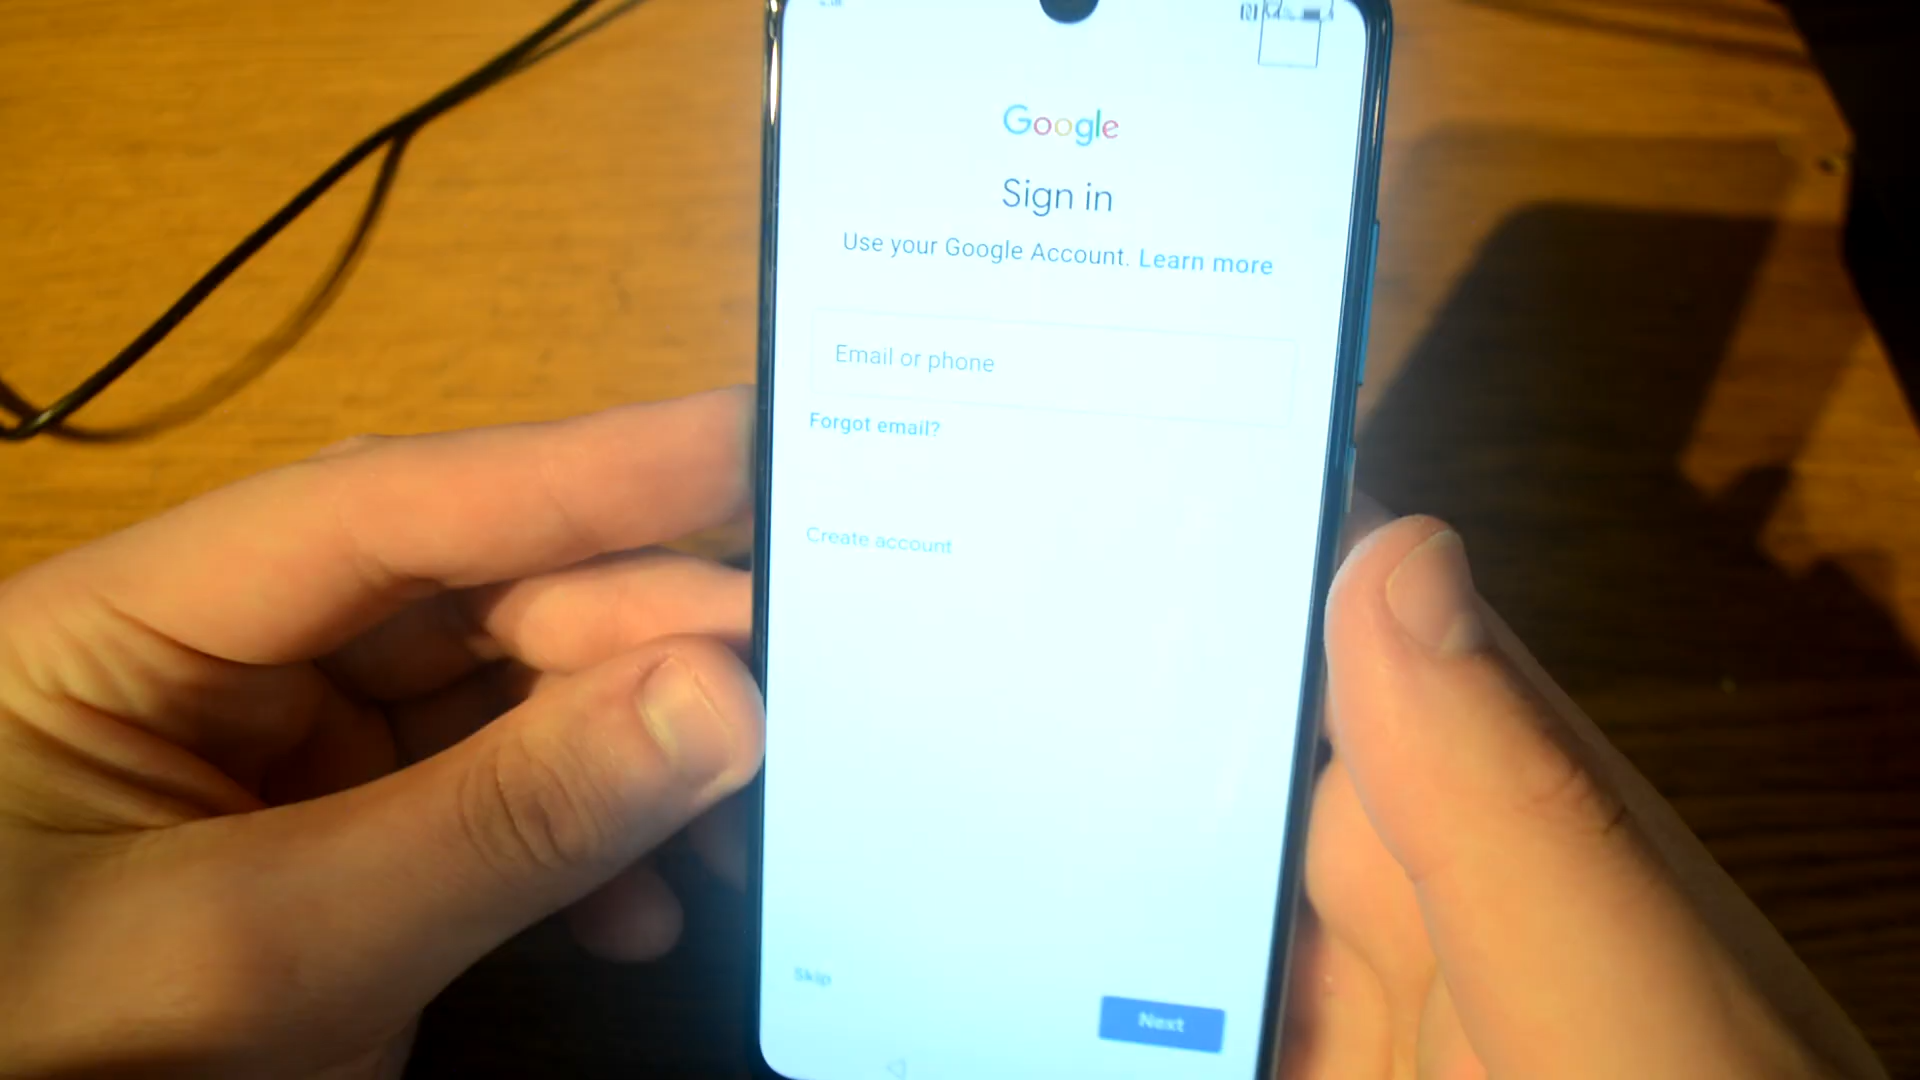 Google
Sign in
Use your Google Account. Learn more
Email or phone
Forgot email?
Create account
Skip
Next